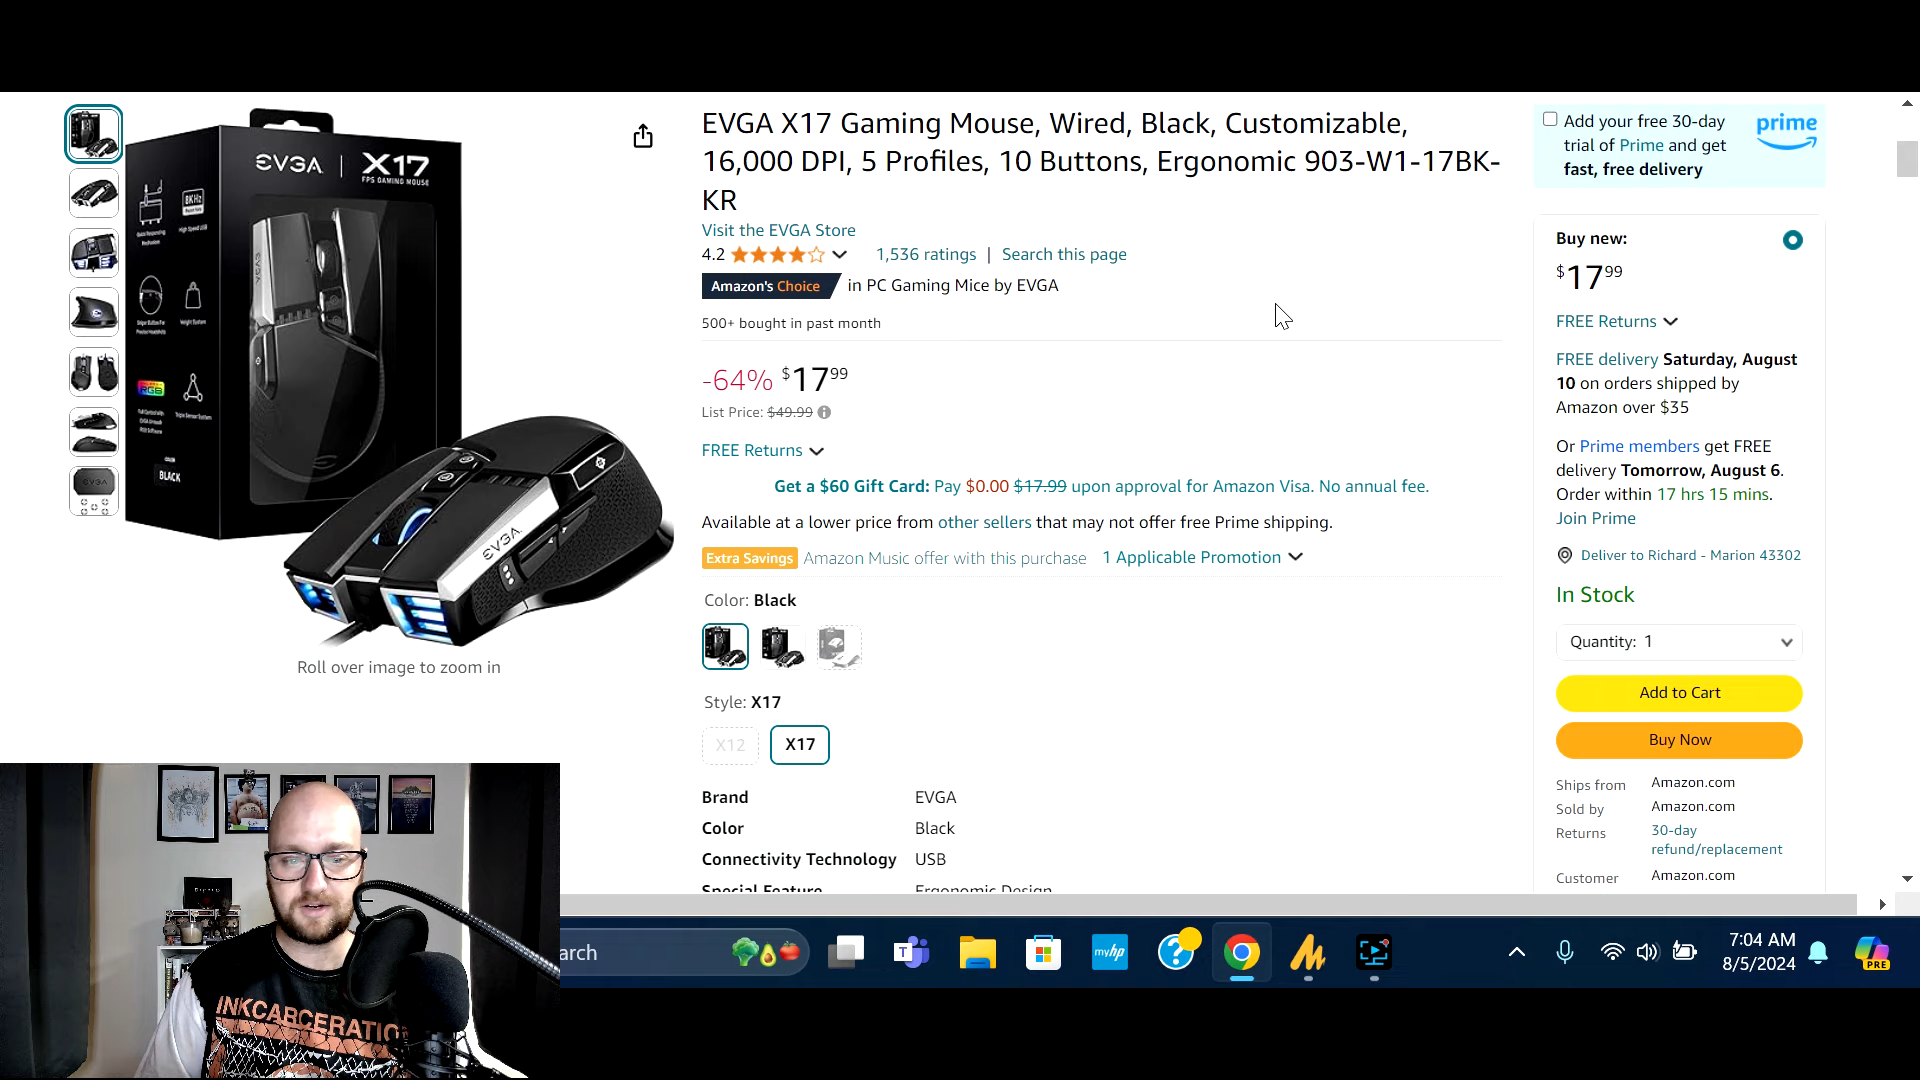 EVGA X17 Gaming Mouse, Wired, Black, Customizable,
16,000 DPI, 5 Profiles, 10 Buttons, Ergonomic 903-W1-17BK-
KR
Visit the EVGA Store
4.2
1,536 ratings | Search this page
Amazon's Choice in PC Gaming Mice by EVGA
500+ bought in past month
-64% $17 99
List Price: $49.99
FREE Returns
Get a $60 Gift Card: Pay $0.00 $17.99 upon approval for Amazon Visa. No annual fee.
Available at a lower price from other sellers that may not offer free Prime shipping.
Extra Savings Amazon Music offer with this purchase 1 Applicable Promotion
Color: Black
Style: X17
X12
X17
Brand EVGA
Color Black
Connectivity Technology USB
Special Feature Ergonomic Design
EVGA | X17
FPS GAMING MOUSE
8KHz
RGB
BLACK
EVGA
Roll over image to zoom in
Add your free 30-day
trial of Prime and get
fast, free delivery
prime
Buy new:
$17 99
FREE Returns
FREE delivery Saturday, August
10 on orders shipped by
Amazon over $35
Or Prime members get FREE
delivery Tomorrow, August 6.
Order within 17 hrs 15 mins.
Join Prime
Deliver to Richard - Marion 43302
In Stock
Quantity: 1
Add to Cart
Buy Now
Ships from Amazon.com
Sold by Amazon.com
Returns 30-day
refund/replacement
Customer Amazon.com
INKCARCERATIO
arch
T
myhp
7:04 AM
8/5/2024
PRE